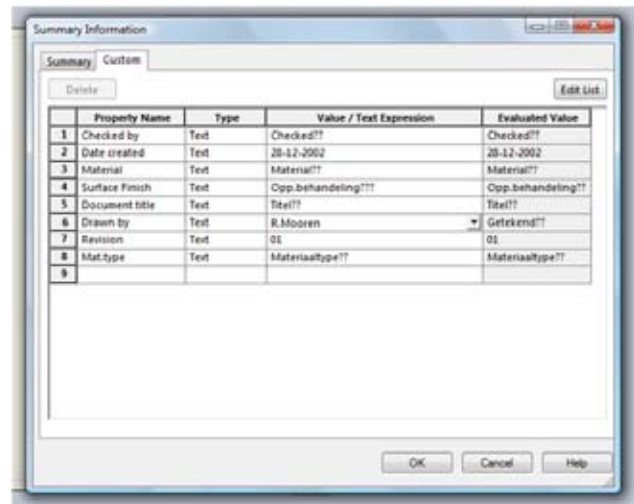 Summary Information
Summary Custom
Delete Edit List
Property Name Type Value / Text Expression Evaluated Value
1 Checked by Text Checked?? Checked??
2 Date created Text 28-12-2002 28-12-2002
3 Material Text Material?? Material??
4 Surface Finish Text Opp.behandeling??? Opp.behandeling??
5 Document title Text Titel?? Titel??
6 Drawn by Text R.Mooren Getekend??
7 Revision Text 01 01
8 Mat.type Text Materiaaltype?? Materiaaltype??
9
OK Cancel Help